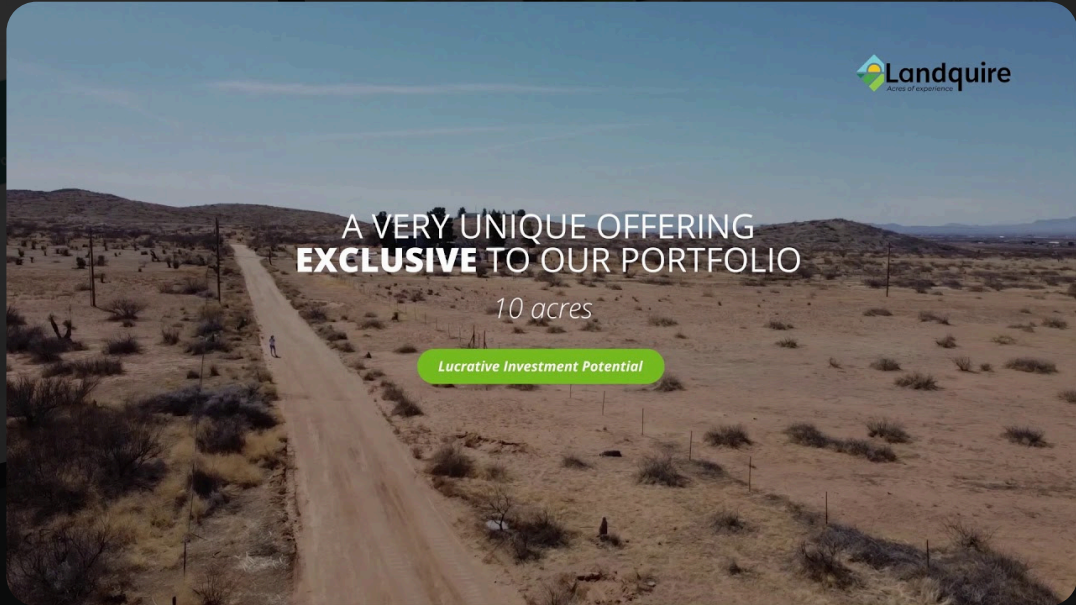 Landquire
Acres of experience
A VERY UNIQUE OFFERING
EXCLUSIVE TO OUR PORTFOLIO
10 acres
Lucrative Investment Potential